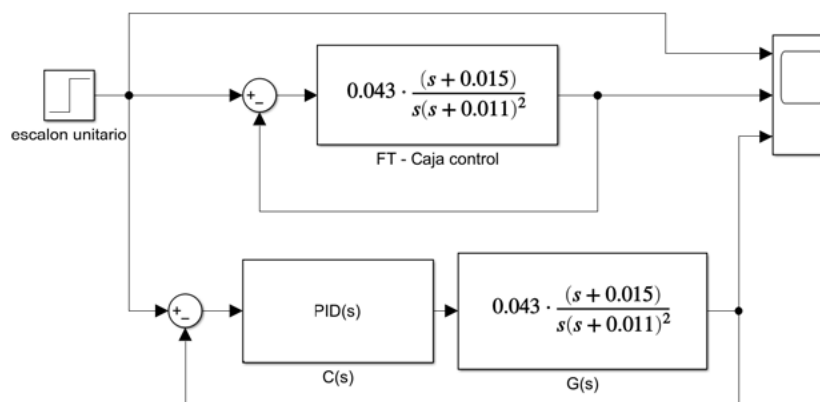 escalon unitario
+
−
0.043 · (s + 0.015) / s(s + 0.011)²
FT - Caja control
+
−
PID(s)
C(s)
0.043 · (s + 0.015) / s(s + 0.011)²
G(s)